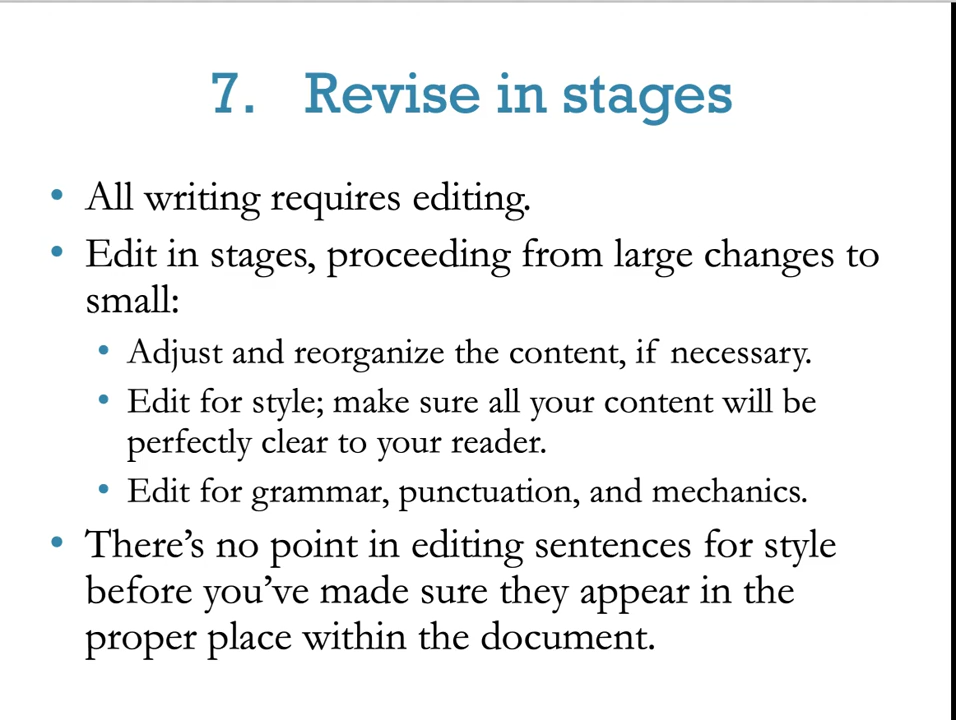 7. Revise in stages
• All writing requires editing.
• Edit in stages, proceeding from large changes to
small:
• Adjust and reorganize the content, if necessary.
• Edit for style; make sure all your content will be
perfectly clear to your reader.
• Edit for grammar, punctuation, and mechanics.
• There’s no point in editing sentences for style
before you’ve made sure they appear in the
proper place within the document.